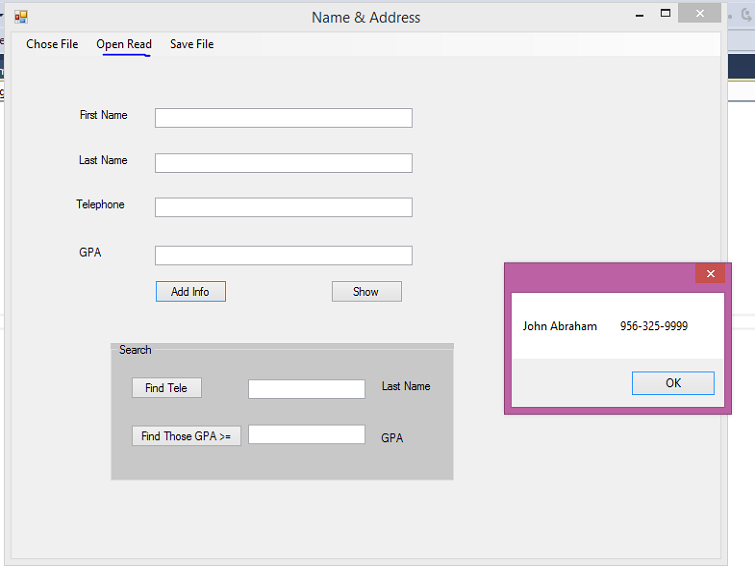 Name & Address
Chose File Open Read Save File
First Name
Last Name
Telephone
GPA
Add Info Show
Search
Find Tele Last Name
Find Those GPA >= GPA
John Abraham 956-325-9999
OK